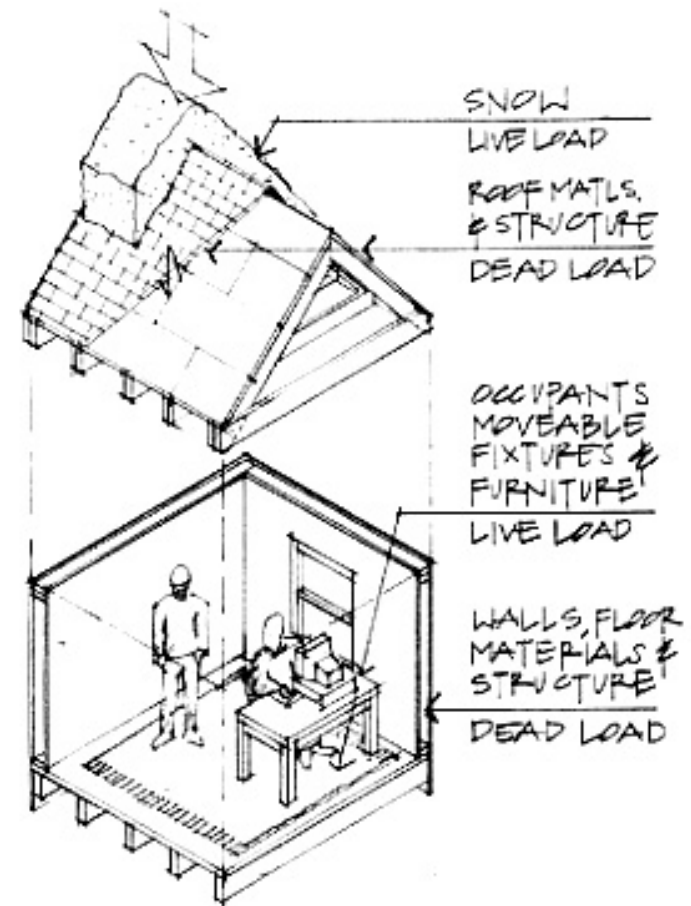 SNOW
LIVE LOAD
ROOF MATLS.
& STRUCTURE
DEAD LOAD
OCCUPANTS
MOVEABLE
FIXTURES &
FURNITURE
LIVE LOAD
WALLS, FLOOR
MATERIALS &
STRUCTURE
DEAD LOAD